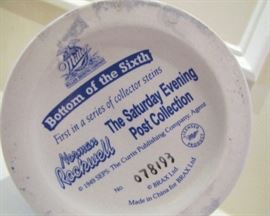 Bottom of the Sixth
First in a series of collector steins
Norman
Rockwell
The Saturday Evening
Post Collection
© 1949 SEPS: The Curtis Publishing Company, Agent
No. 078193
© BRAX Ltd
Made in China for BRAX Ltd